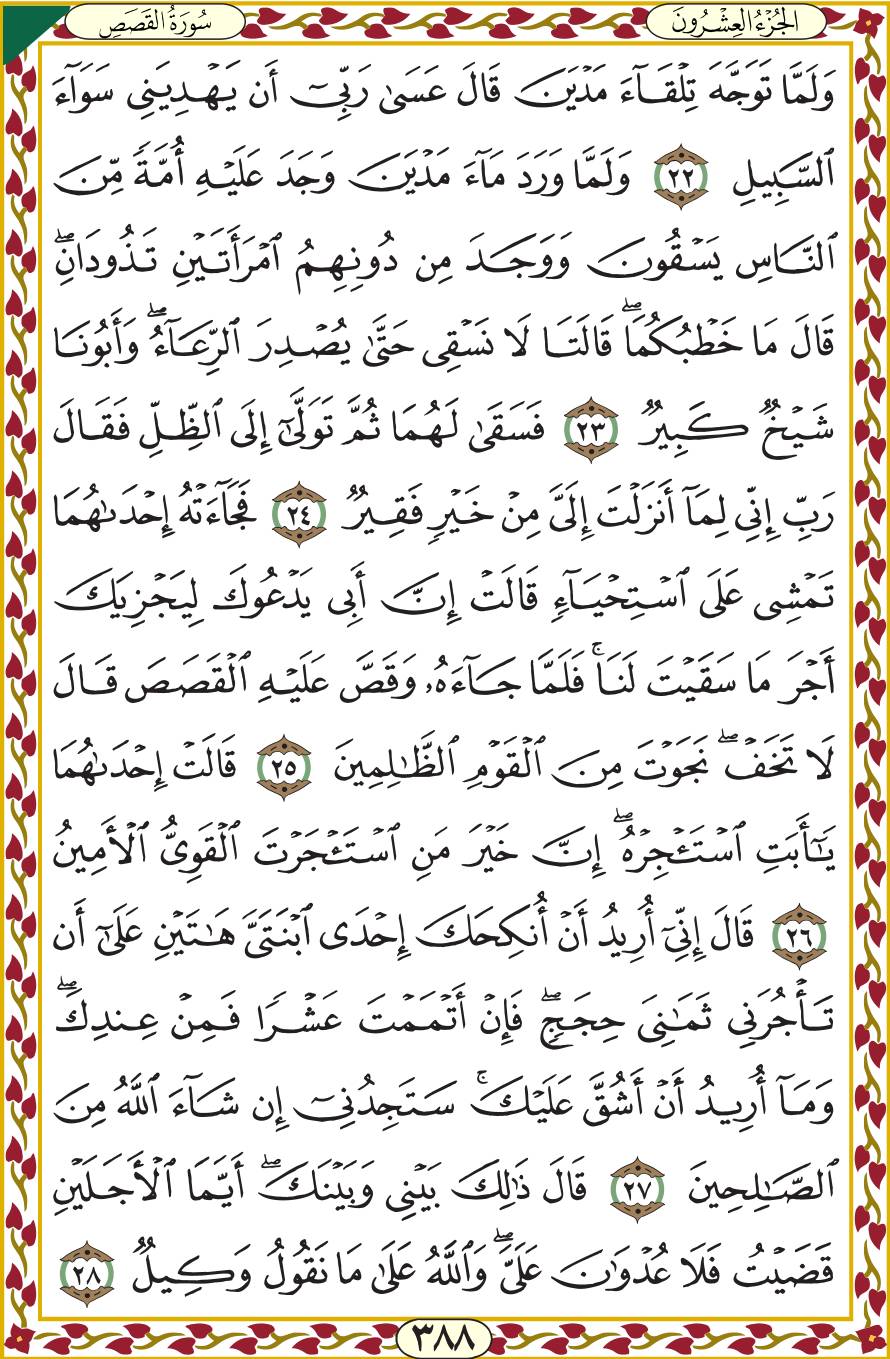 الجُزْءُ العِشْرُونَ
سُورَةُ القَصَصِ
وَلَمَّا تَوَجَّهَ تِلْقَآءَ مَدْيَنَ قَالَ عَسَىٰ رَبِّىٓ أَن يَهْدِيَنِى سَوَآءَ
ٱلسَّبِيلِ ٢٢ وَلَمَّا وَرَدَ مَآءَ مَدْيَنَ وَجَدَ عَلَيْهِ أُمَّةً مِّنَ
ٱلنَّاسِ يَسْقُونَ وَوَجَدَ مِن دُونِهِمُ ٱمْرَأَتَيْنِ تَذُودَانِ ۖ
قَالَ مَا خَطْبُكُمَا ۖ قَالَتَا لَا نَسْقِى حَتَّىٰ يُصْدِرَ ٱلرِّعَآءُ ۖ وَأَبُونَا
شَيْخٌ كَبِيرٌ ٢٣ فَسَقَىٰ لَهُمَا ثُمَّ تَوَلَّىٰٓ إِلَى ٱلظِّلِّ فَقَالَ
رَبِّ إِنِّى لِمَآ أَنزَلْتَ إِلَىَّ مِنْ خَيْرٍ فَقِيرٌ ٢٤ فَجَآءَتْهُ إِحْدَىٰهُمَا
تَمْشِى عَلَى ٱسْتِحْيَآءٍ قَالَتْ إِنَّ أَبِى يَدْعُوكَ لِيَجْزِيَكَ
أَجْرَ مَا سَقَيْتَ لَنَا ۚ فَلَمَّا جَآءَهُۥ وَقَصَّ عَلَيْهِ ٱلْقَصَصَ قَالَ
لَا تَخَفْ ۖ نَجَوْتَ مِنَ ٱلْقَوْمِ ٱلظَّٰلِمِينَ ٢٥ قَالَتْ إِحْدَىٰهُمَا
يَٰٓأَبَتِ ٱسْتَـْٔجِرْهُ ۖ إِنَّ خَيْرَ مَنِ ٱسْتَـْٔجَرْتَ ٱلْقَوِىُّ ٱلْأَمِينُ
٢٦ قَالَ إِنِّىٓ أُرِيدُ أَنْ أُنكِحَكَ إِحْدَى ٱبْنَتَىَّ هَٰتَيْنِ عَلَىٰٓ أَن
تَأْجُرَنِى ثَمَٰنِىَ حِجَجٍ ۖ فَإِنْ أَتْمَمْتَ عَشْرًا فَمِنْ عِندِكَ ۖ
وَمَآ أُرِيدُ أَنْ أَشُقَّ عَلَيْكَ ۚ سَتَجِدُنِىٓ إِن شَآءَ ٱللَّهُ مِنَ
ٱلصَّٰلِحِينَ ٢٧ قَالَ ذَٰلِكَ بَيْنِى وَبَيْنَكَ ۖ أَيَّمَا ٱلْأَجَلَيْنِ
قَضَيْتُ فَلَا عُدْوَٰنَ عَلَىَّ ۖ وَٱللَّهُ عَلَىٰ مَا نَقُولُ وَكِيلٌ ٢٨
٣٨٨